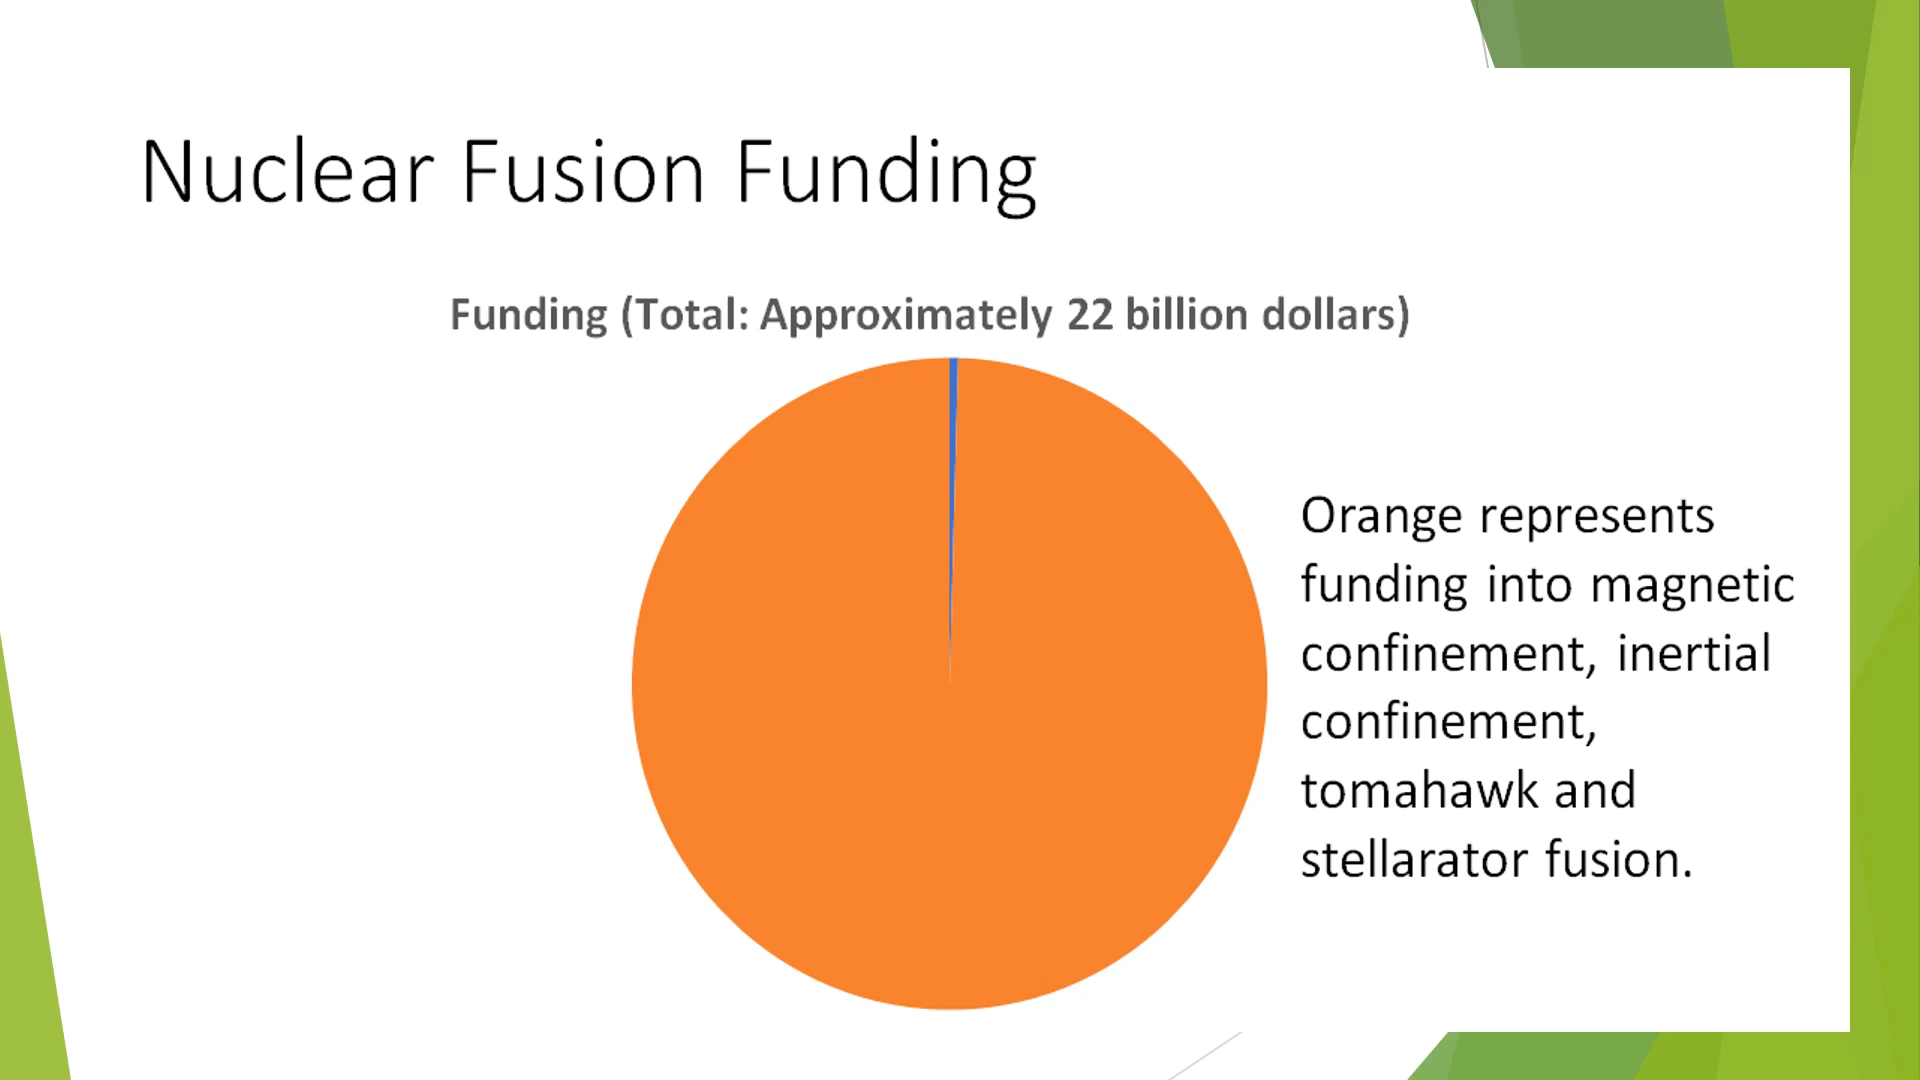 Nuclear Fusion Funding
Funding (Total: Approximately 22 billion dollars)
Orange represents
funding into magnetic
confinement, inertial
confinement,
tomahawk and
stellarator fusion.